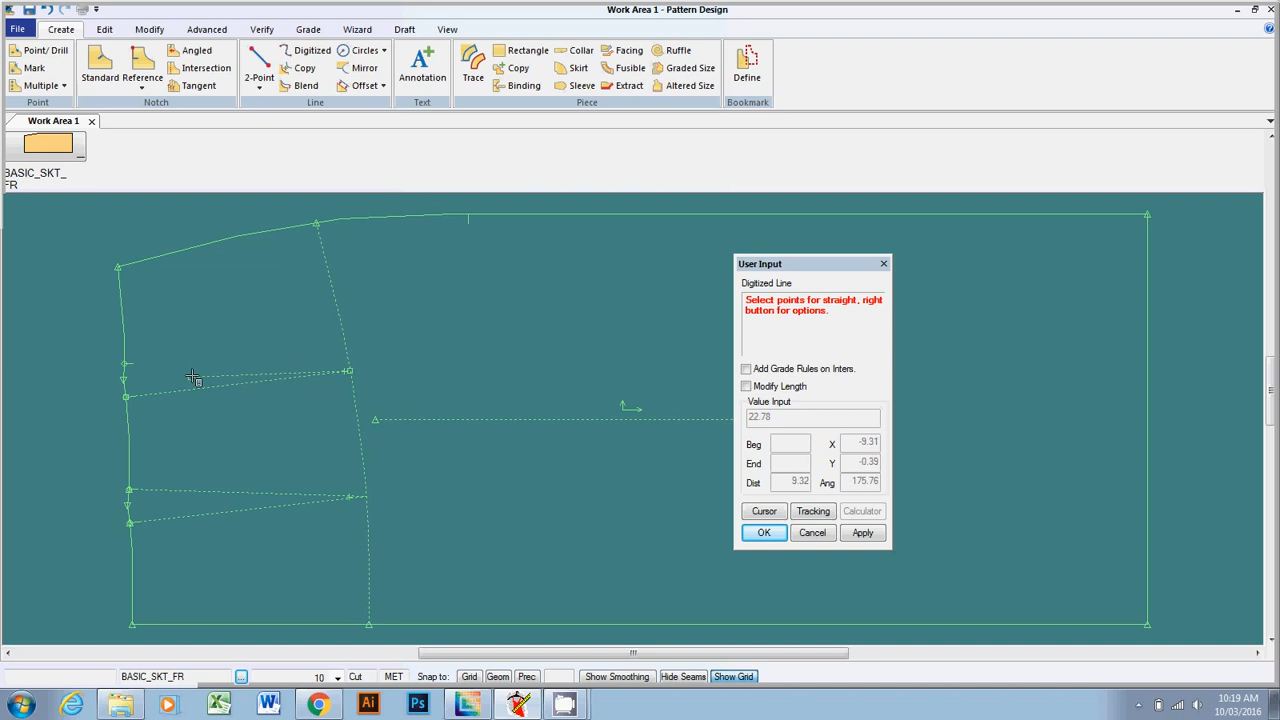 Work Area 1 - Pattern Design
File Create Edit Modify Verify Grade Wizard Advanced Draft View
Point/ Drill
Mark
Multiple
Point
Standard
Reference
Angled
Intersection
Tangent
Notch
2-Point
Digitized
Copy
Blend
Circles
Mirror
Offset
Line
Annotation
Text
Trace
Rectangle
Copy
Binding
Collar
Skirt
Sleeve
Facing
Fusible
Extract
Ruffle
Graded Size
Altered Size
Piece
Define
Bookmark
Work Area 1
BASIC_SKT_
FR
User Input
Digitized Line
Select points for straight, right
button for options.
Add Grade Rules on Inters.
Modify Length
Value Input
22.78
Beg X -9.31
End Y -0.39
Dist 9.32 Ang 175.76
Cursor Tracking Calculator
OK Cancel Apply
BASIC_SKT_FR ... 10 Cut MET Snap to: Grid Geom Prec Show Smoothing Hide Seams Show Grid
10:19 AM
10/03/2016